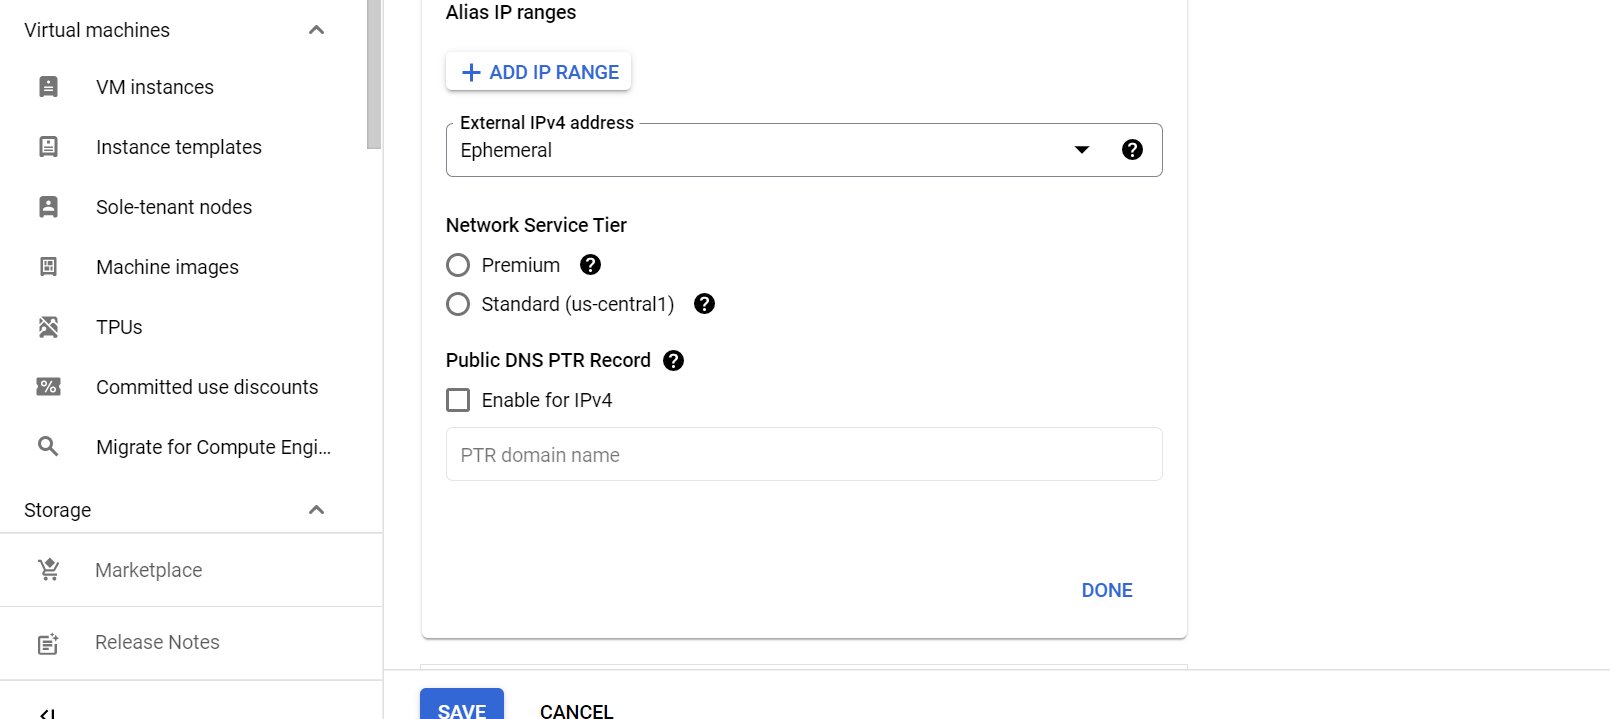 Virtual machines
VM instances
Instance templates
Sole-tenant nodes
Machine images
TPUs
Committed use discounts
Migrate for Compute Engi...
Storage
Marketplace
Release Notes
Alias IP ranges
ADD IP RANGE
External IPv4 address
Ephemeral
Network Service Tier
Premium
Standard (us-central1)
Public DNS PTR Record
Enable for IPv4
PTR domain name
DONE
SAVE CANCEL